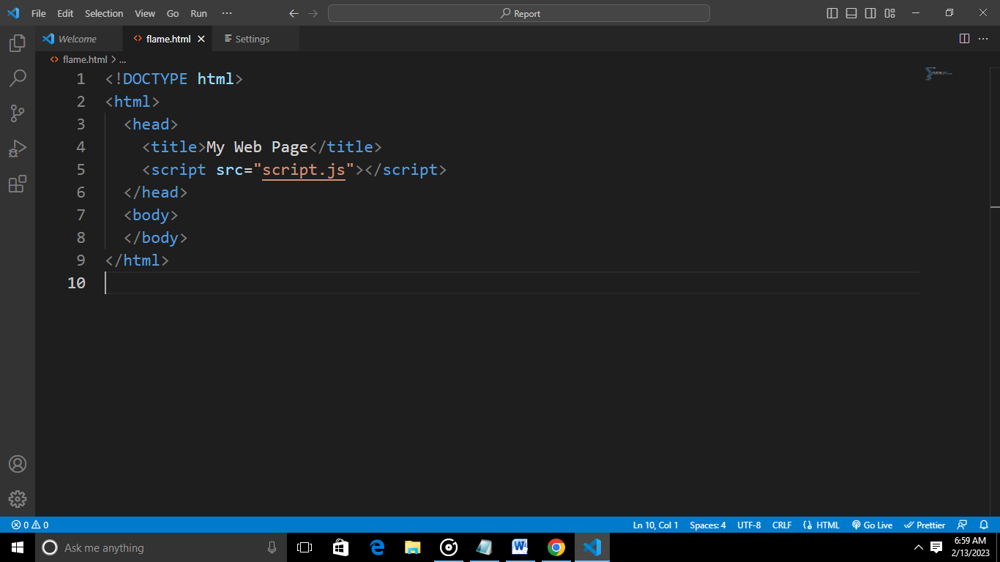 File Edit Selection View Go Run ···
Report
Welcome
flame.html
Settings
flame.html > ...
1 <!DOCTYPE html>
2 <html>
3 <head>
4 <title>My Web Page</title>
5 <script src="script.js"></script>
6 </head>
7 <body>
8 </body>
9 </html>
10
0 0
Ln 10, Col 1 Spaces: 4 UTF-8 CRLF HTML Go Live Prettier
Ask me anything
6:59 AM
2/13/2023